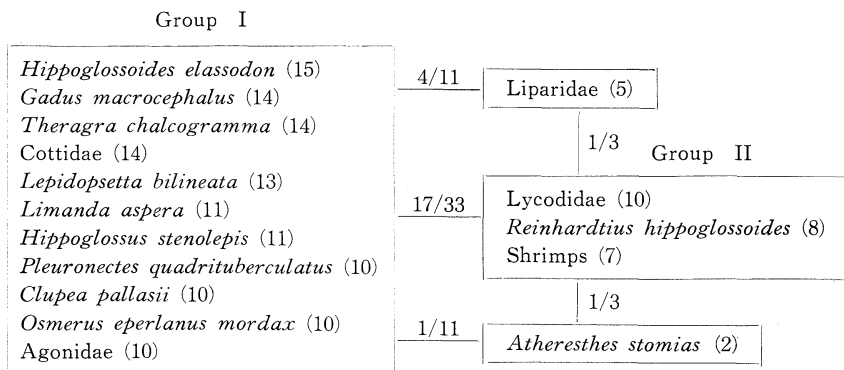 Group I
Hippoglossoides elassodon (15)
Gadus macrocephalus (14)
Theragra chalcogramma (14)
Cottidae (14)
Lepidopsetta bilineata (13)
Limanda aspera (11)
Hippoglossus stenolepis (11)
Pleuronectes quadrituberculatus (10)
Clupea pallasii (10)
Osmerus eperlanus mordax (10)
Agonidae (10)
4/11
Liparidae (5)
1/3
Group II
17/33
Lycodidae (10)
Reinhardtius hippoglossoides (8)
Shrimps (7)
1/3
1/11
Atheresthes stomias (2)